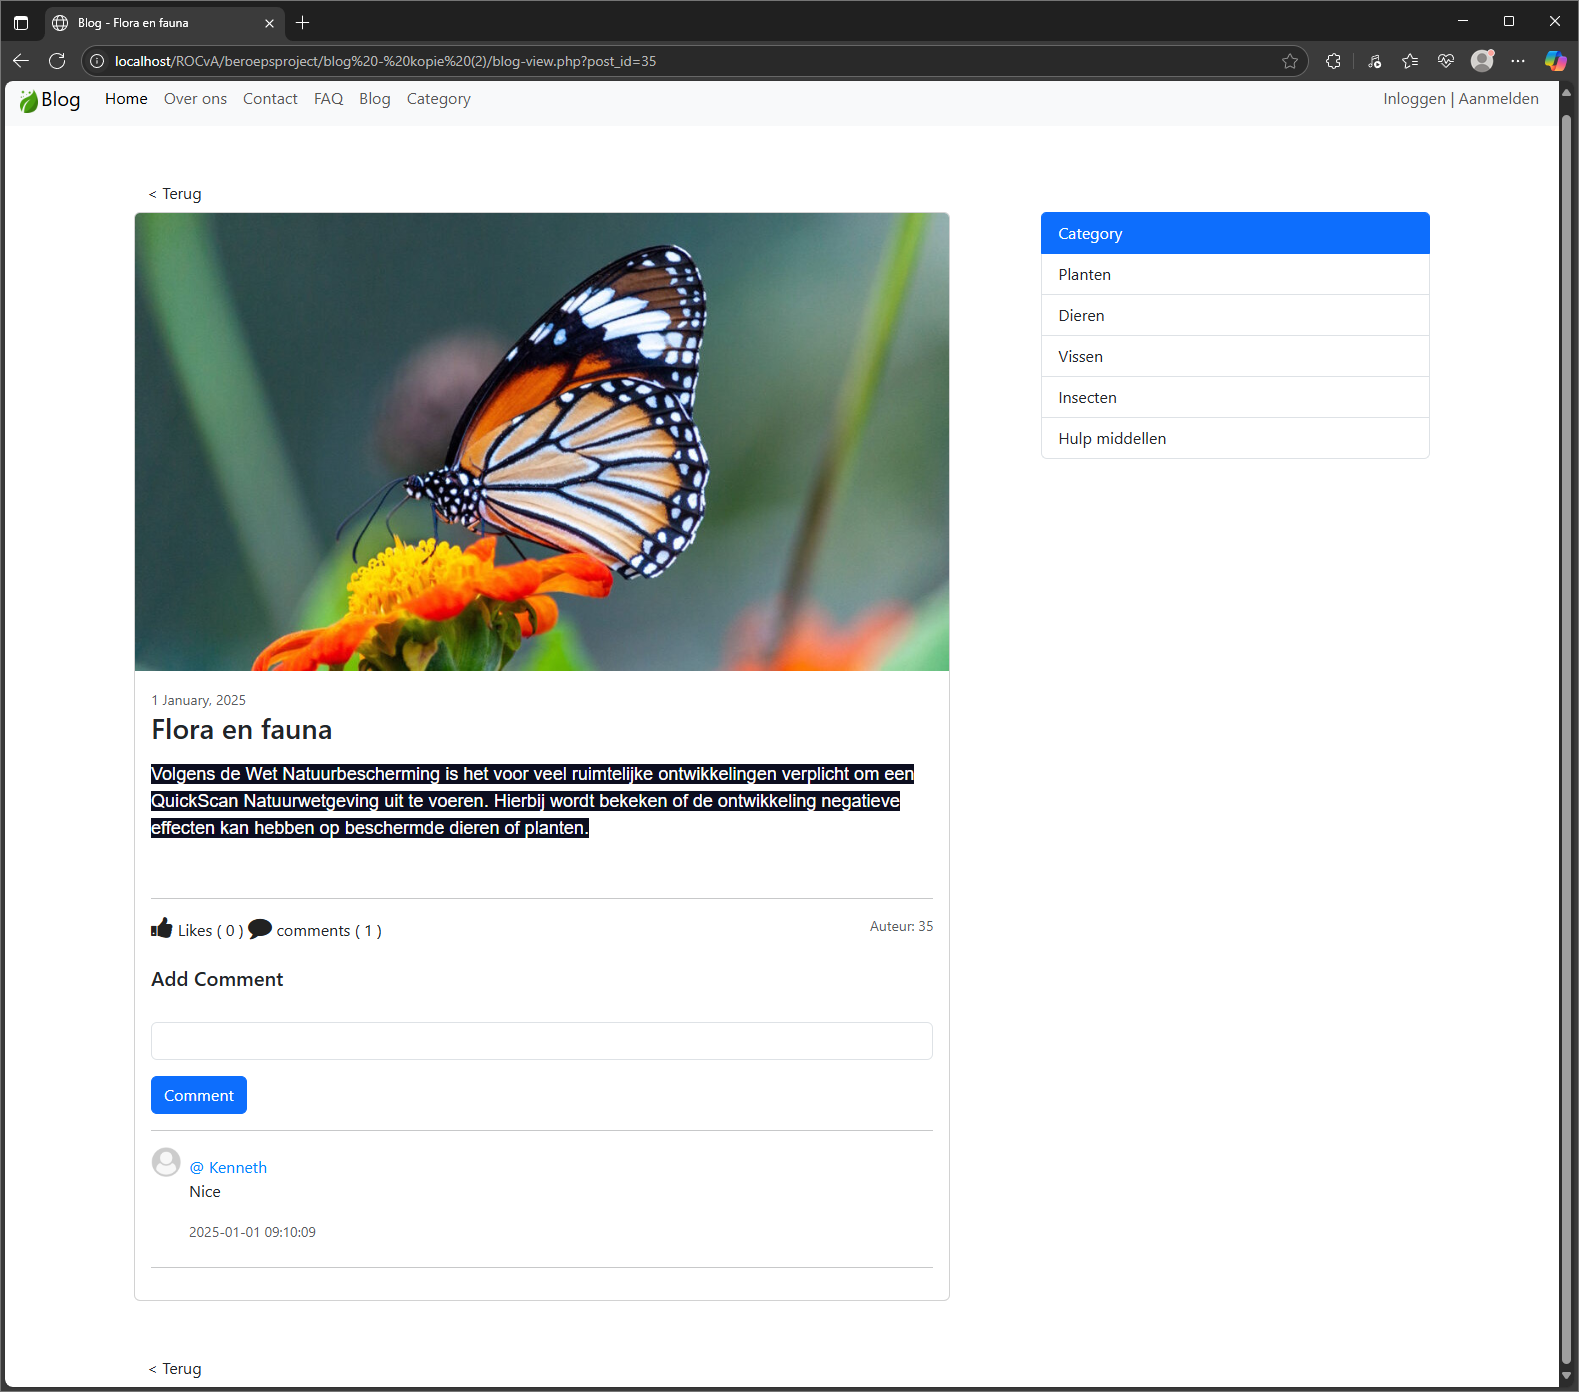 Blog - Flora en fauna
localhost/ROCvA/beroepsproject/blog%20-%20kopie%20(2)/blog-view.php?post_id=35
Blog Home Over ons Contact FAQ Blog Category Inloggen | Aanmelden
< Terug
Category
Planten
Dieren
Vissen
Insecten
Hulp middellen
1 January, 2025
Flora en fauna
Volgens de Wet Natuurbescherming is het voor veel ruimtelijke ontwikkelingen verplicht om een
QuickScan Natuurwetgeving uit te voeren. Hierbij wordt bekeken of de ontwikkeling negatieve
effecten kan hebben op beschermde dieren of planten.
Likes ( 0 ) comments ( 1 ) Auteur: 35
Add Comment
Comment
@ Kenneth
Nice
2025-01-01 09:10:09
< Terug